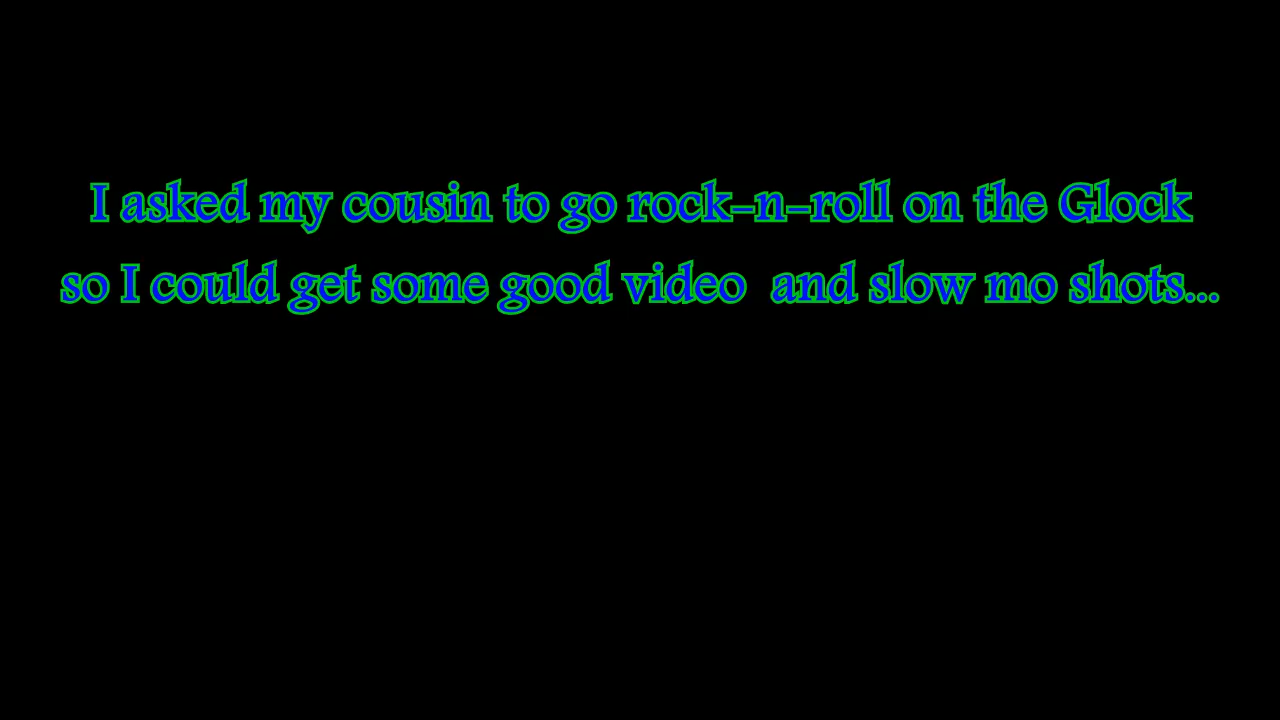 I asked my cousin to go rock-n-roll on the Glock
so I could get some good video  and slow mo shots...